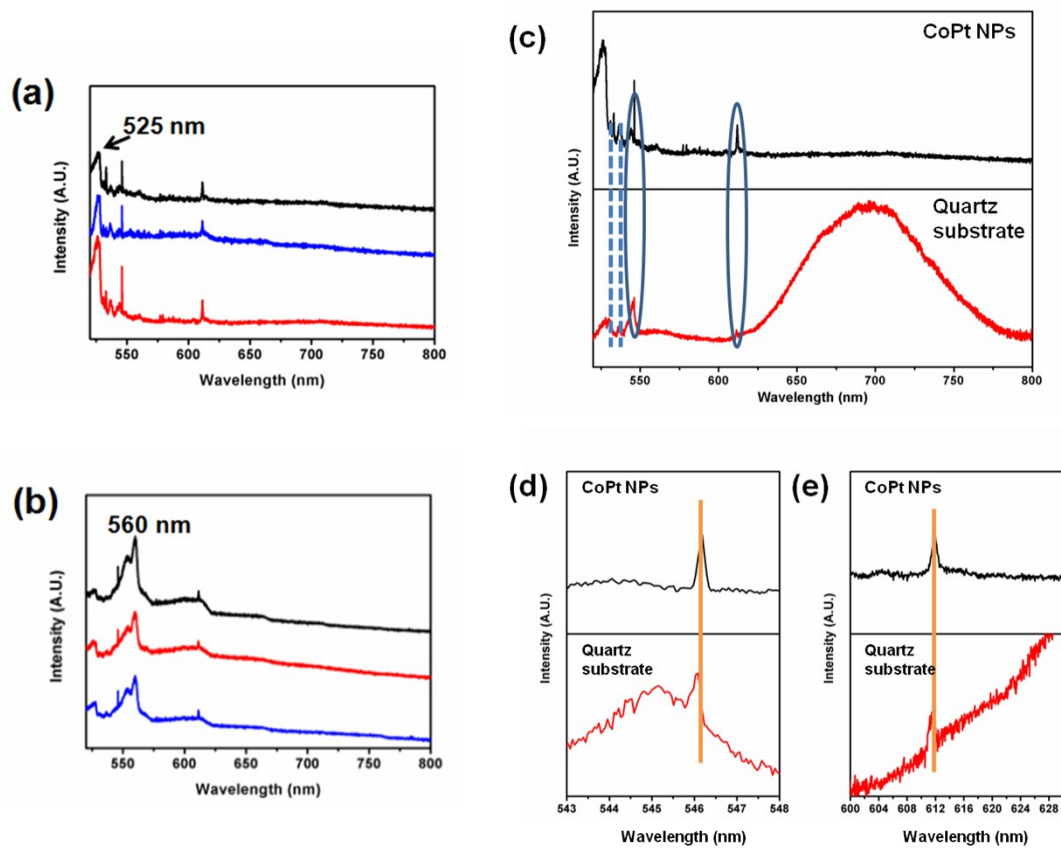 (a)
525 nm
Intensity (A.U.)
550 600 650 700 750 800
Wavelength (nm)
(b)
560 nm
Intensity (A.U.)
550 600 650 700 750 800
Wavelength (nm)
(c)
CoPt NPs
Quartz
substrate
Intensity (A.U.)
550 600 650 700 750 800
Wavelength (nm)
(d)
CoPt NPs
Quartz
substrate
Intensity (A.U.)
543 544 545 546 547 548
Wavelength (nm)
(e)
CoPt NPs
Quartz
substrate
Intensity (A.U.)
600 604 608 612 616 620 624 628
Wavelength (nm)